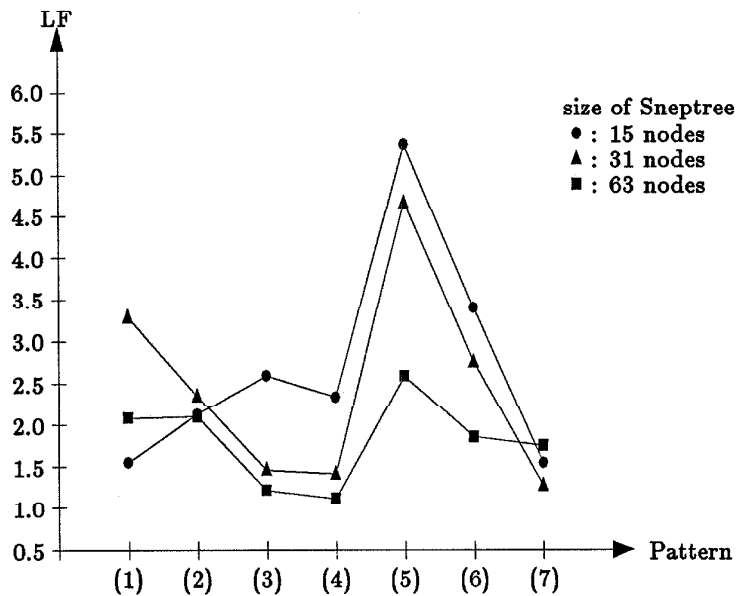 LF
6.0
5.5
5.0
4.5
4.0
3.5
3.0
2.5
2.0
1.5
1.0
0.5
size of Sneptree
● : 15 nodes
▲ : 31 nodes
■ : 63 nodes
Pattern
(1) (2) (3) (4) (5) (6) (7)